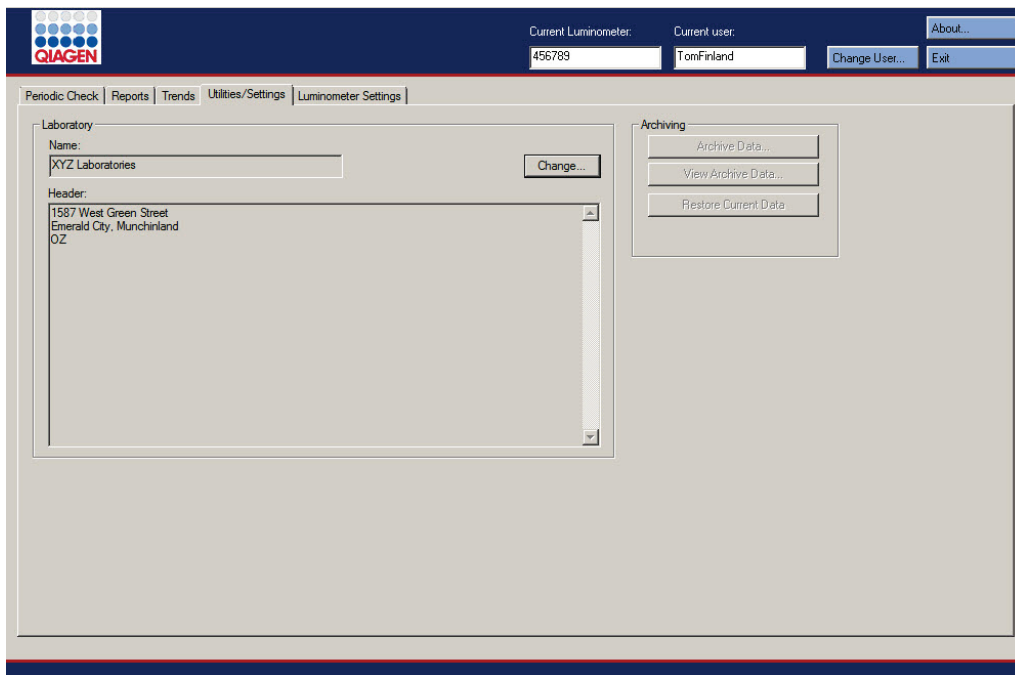 QIAGEN
Current Luminometer:
Current user:
About...
456789
TomFinland
Change User...
Exit
Periodic Check
Reports
Trends
Utilities/Settings
Luminometer Settings
Laboratory
Name:
XYZ Laboratories
Change...
Header:
1587 West Green Street
Emerald City, Munchinland
OZ
Archiving
Archive Data...
View Archive Data...
Restore Current Data